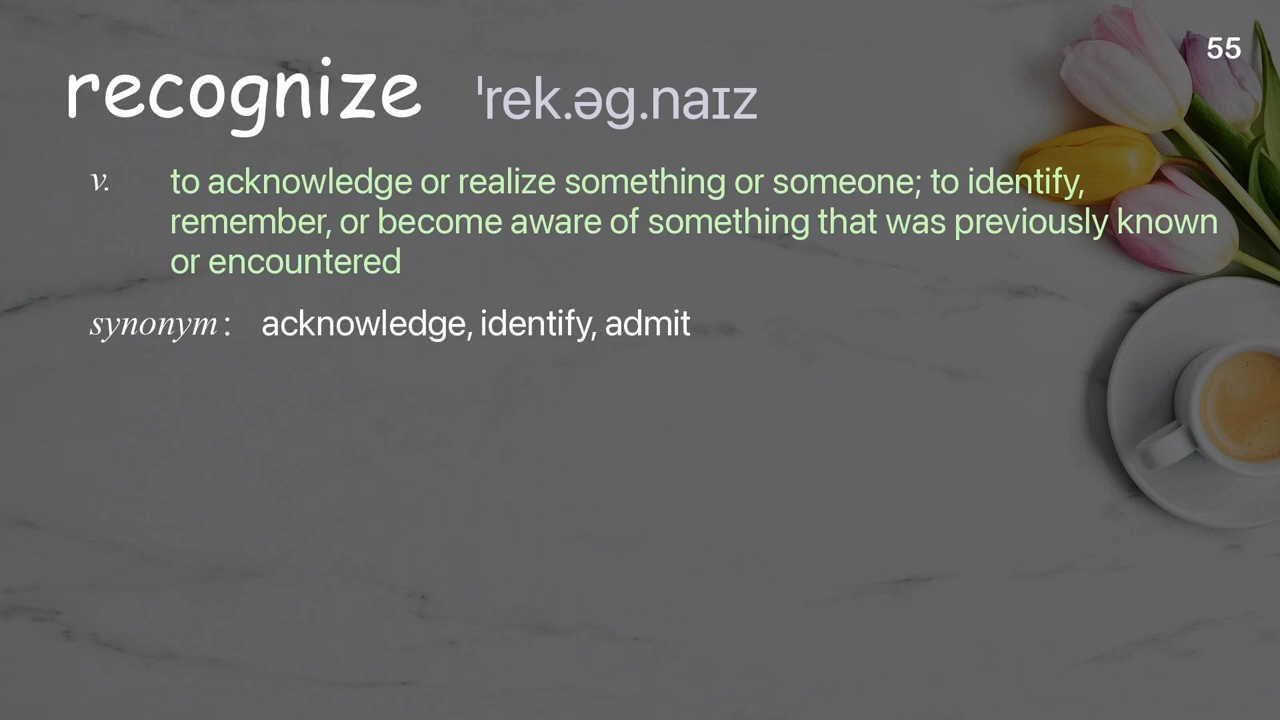 55
recognize ˈrek.əg.naɪz
v. to acknowledge or realize something or someone; to identify,
remember, or become aware of something that was previously known
or encountered
synonym: acknowledge, identify, admit